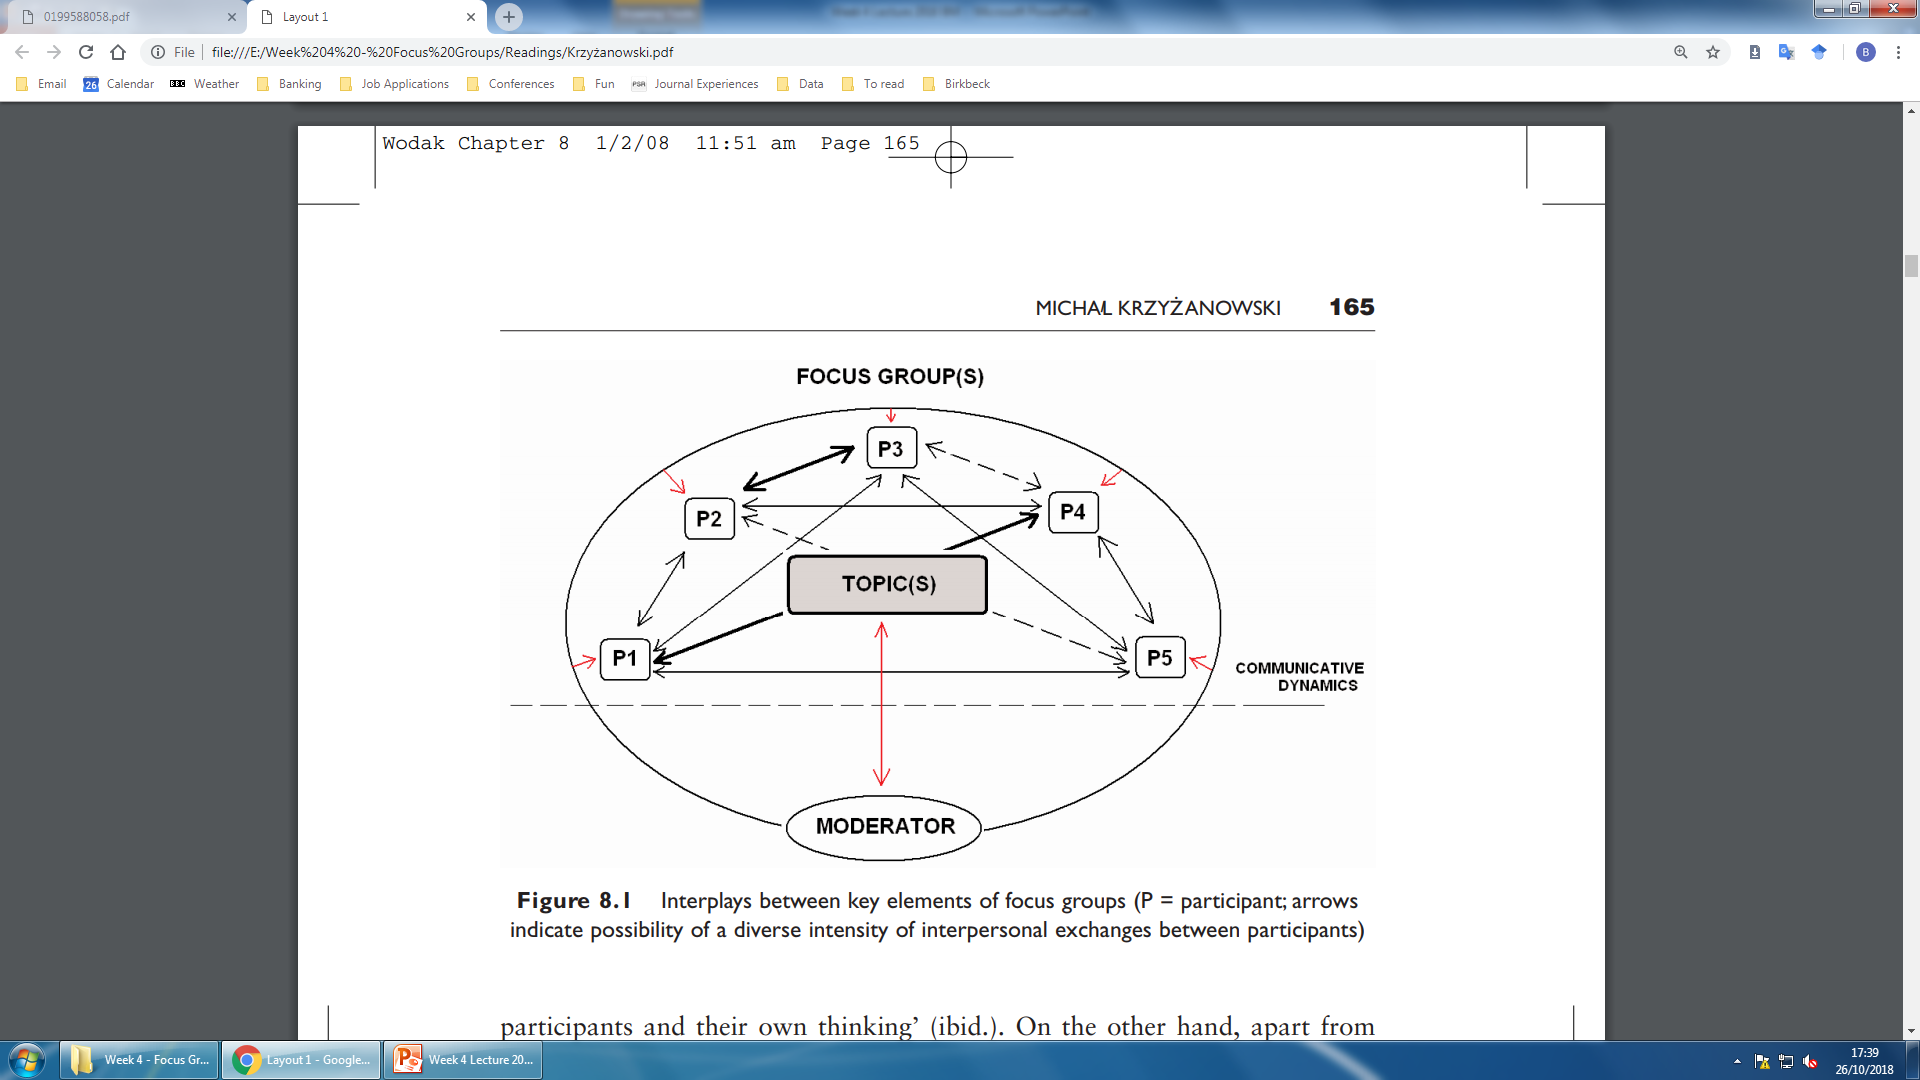 0199588058.pdf
Layout 1
File
file:///E:/Week%204%20-%20Focus%20Groups/Readings/Krzyżanowski.pdf
B
Email
26 Calendar
BBC Weather
Banking
Job Applications
Conferences
Fun
PSA Journal Experiences
Data
To read
Birkbeck
Wodak Chapter 8 1/2/08 11:51 am Page 165
MICHAŁ KRZYŻANOWSKI 165
FOCUS GROUP(S)
P3
P2
P4
TOPIC(S)
P1
P5
COMMUNICATIVE
DYNAMICS
MODERATOR
Figure 8.1 Interplays between key elements of focus groups (P = participant; arrows
indicate possibility of a diverse intensity of interpersonal exchanges between participants)
participants and their own thinking’ (ibid.). On the other hand, apart from
Week 4 - Focus Gr...
Layout 1 - Google...
Week 4 Lecture 20...
17:39
26/10/2018